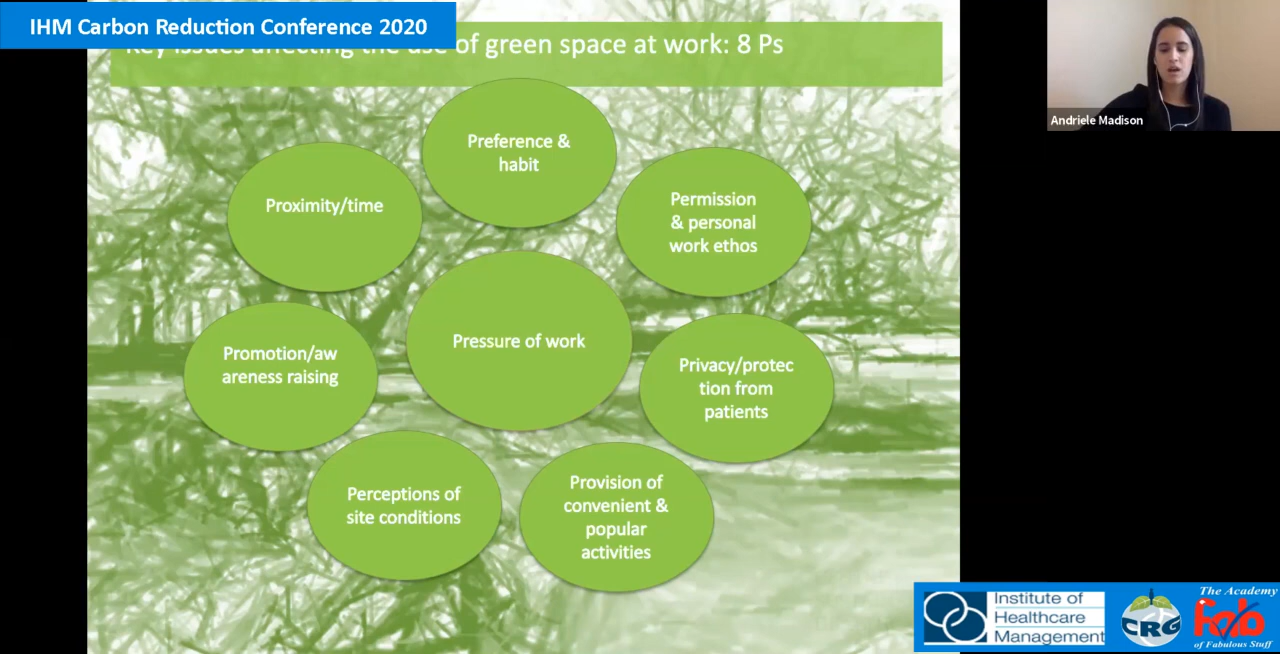 IHM Carbon Reduction Conference 2020
Key issues affecting the use of green space at work: 8 Ps
Andriele Madison
Preference &
habit
Proximity/time
Permission
& personal
work ethos
Pressure of work
Promotion/aw
areness raising
Privacy/protec
tion from
patients
Perceptions of
site conditions
Provision of
convenient &
popular
activities
Institute of
Healthcare
Management
CRG
The Academy
Fab
of Fabulous Stuff